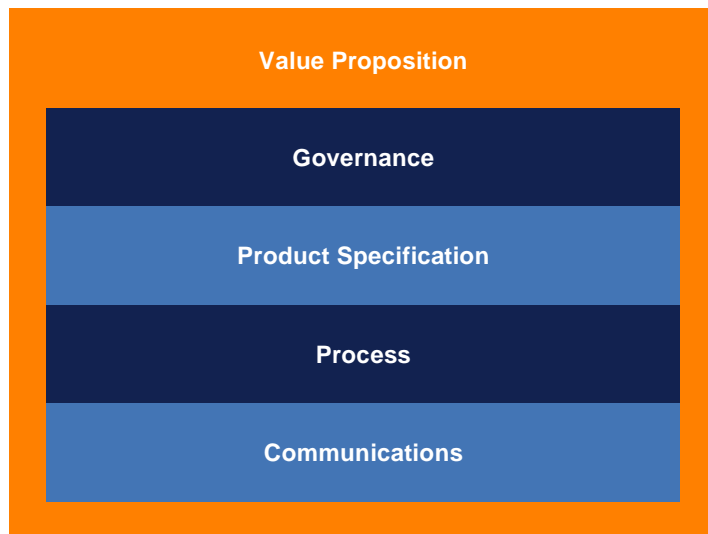 Value Proposition
Governance
Product Specification
Process
Communications